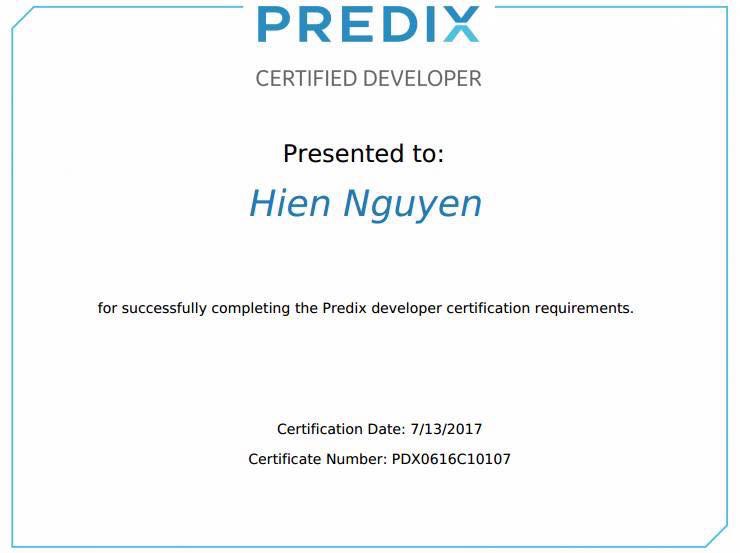 PREDIX
CERTIFIED DEVELOPER
Presented to:
Hien Nguyen
for successfully completing the Predix developer certification requirements.
Certification Date: 7/13/2017
Certificate Number: PDX0616C10107